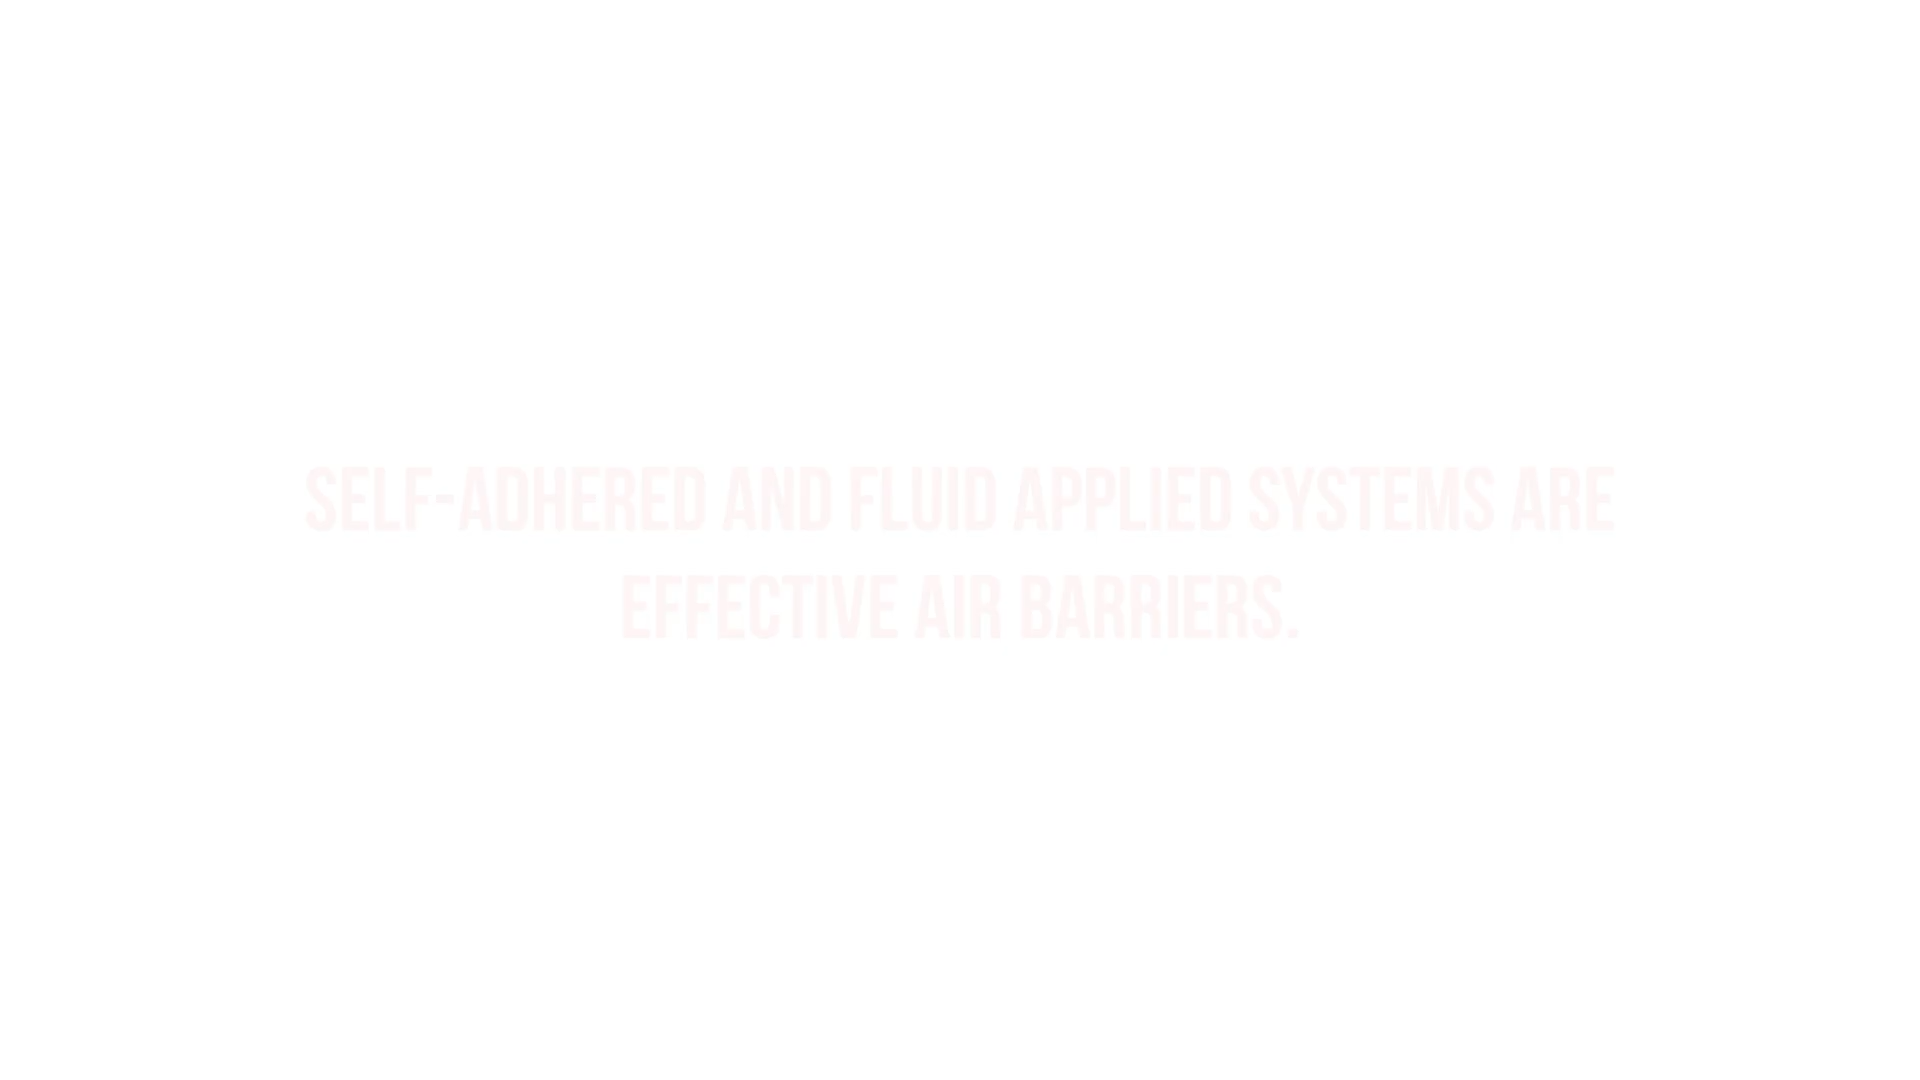 SELF-ADHERED AND FLUID APPLIED SYSTEMS ARE
EFFECTIVE AIR BARRIERS.